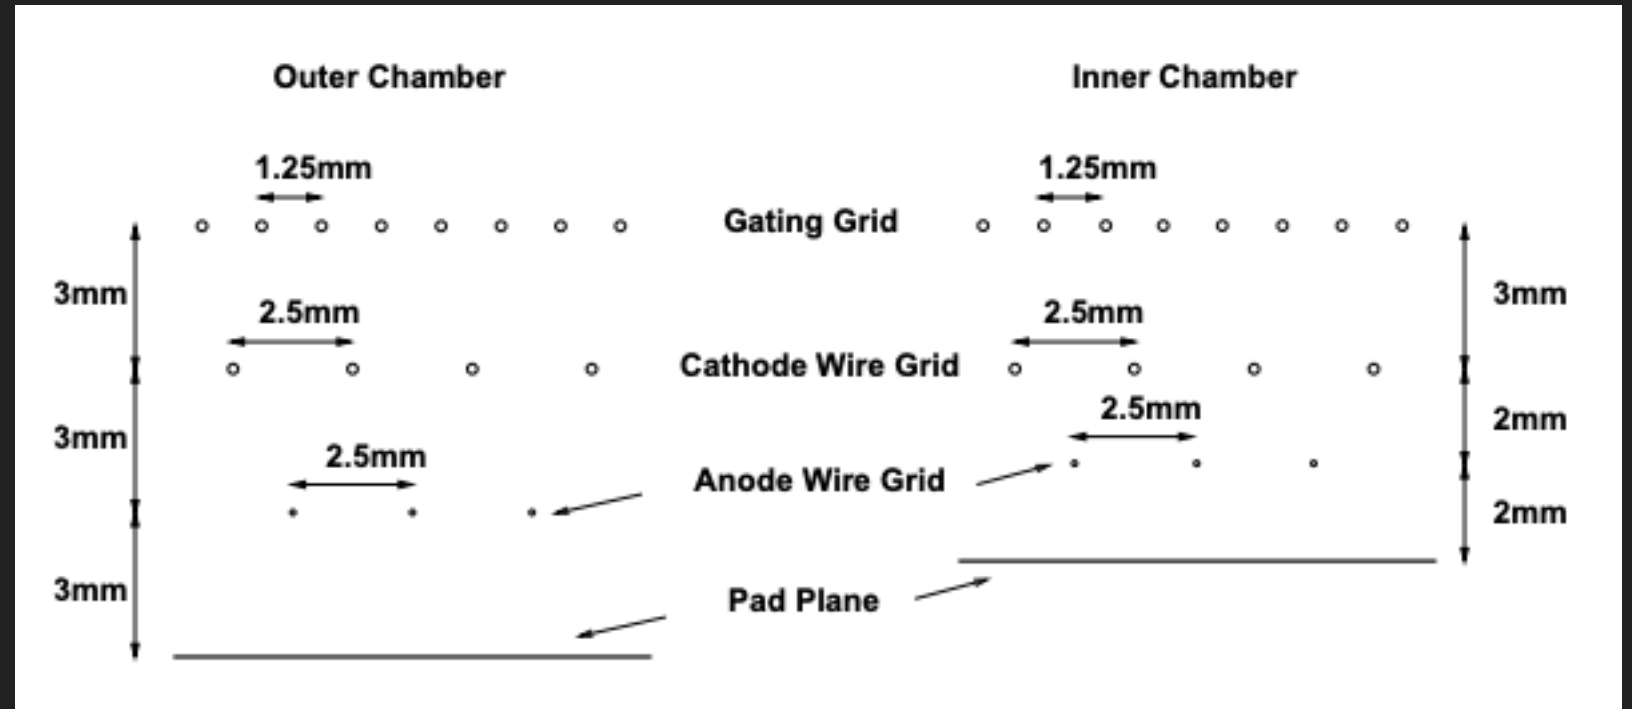 Outer Chamber
Inner Chamber
1.25mm
1.25mm
Gating Grid
3mm
3mm
2.5mm
2.5mm
Cathode Wire Grid
2.5mm
2mm
3mm
2.5mm
Anode Wire Grid
2mm
3mm
Pad Plane